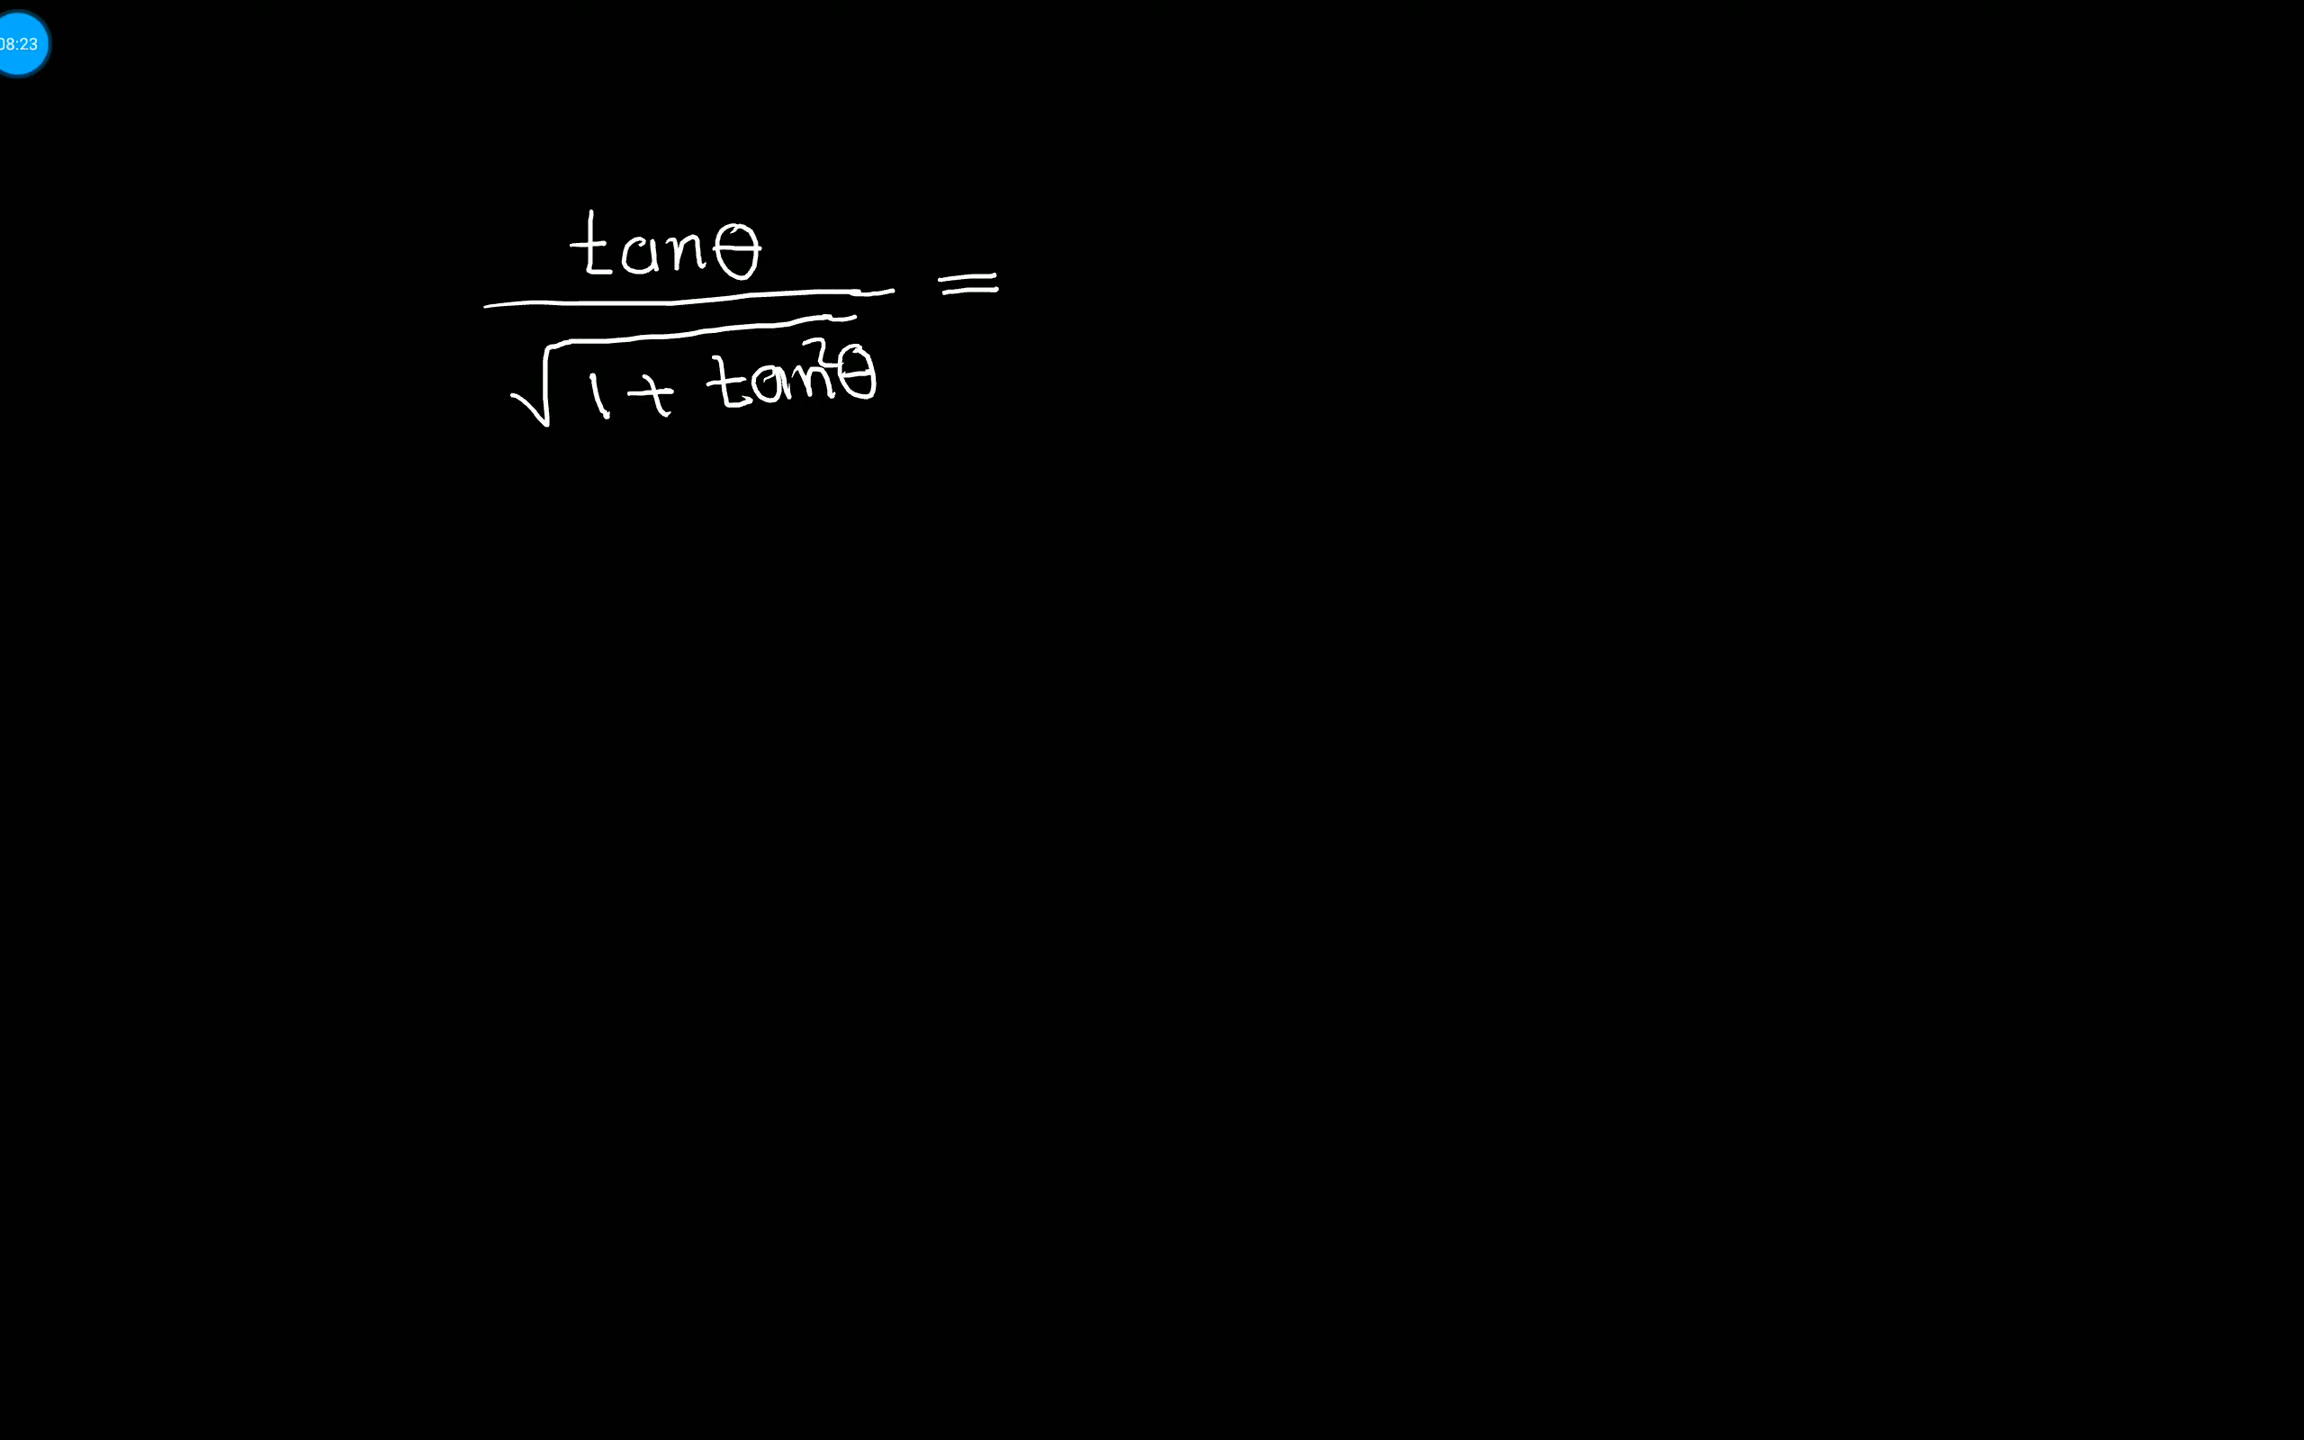 08:23
tanθ
=
√1 + tan²θ